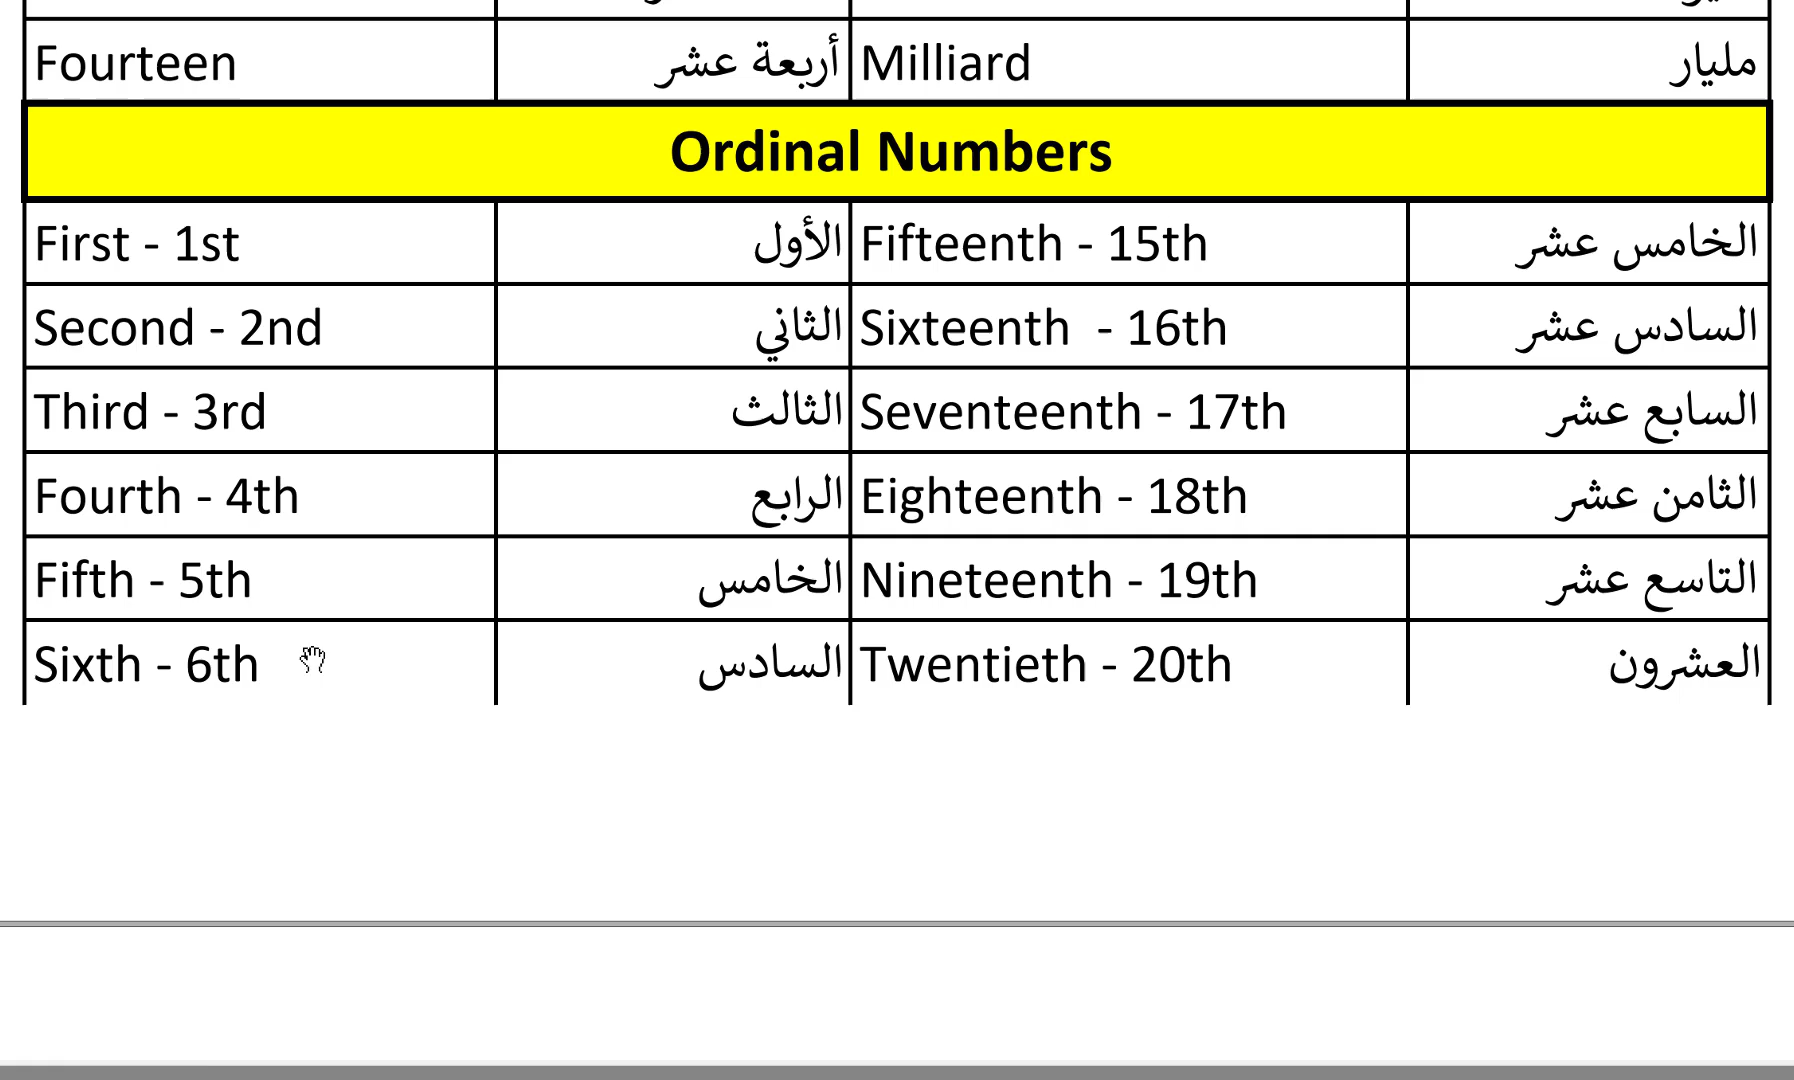 Fourteen أربعة عشر Milliard مليار
Ordinal Numbers
First - 1st الأول Fifteenth - 15th الخامس عشر
Second - 2nd الثاني Sixteenth - 16th السادس عشر
Third - 3rd الثالث Seventeenth - 17th السابع عشر
Fourth - 4th الرابع Eighteenth - 18th الثامن عشر
Fifth - 5th الخامس Nineteenth - 19th التاسع عشر
Sixth - 6th السادس Twentieth - 20th العشرون